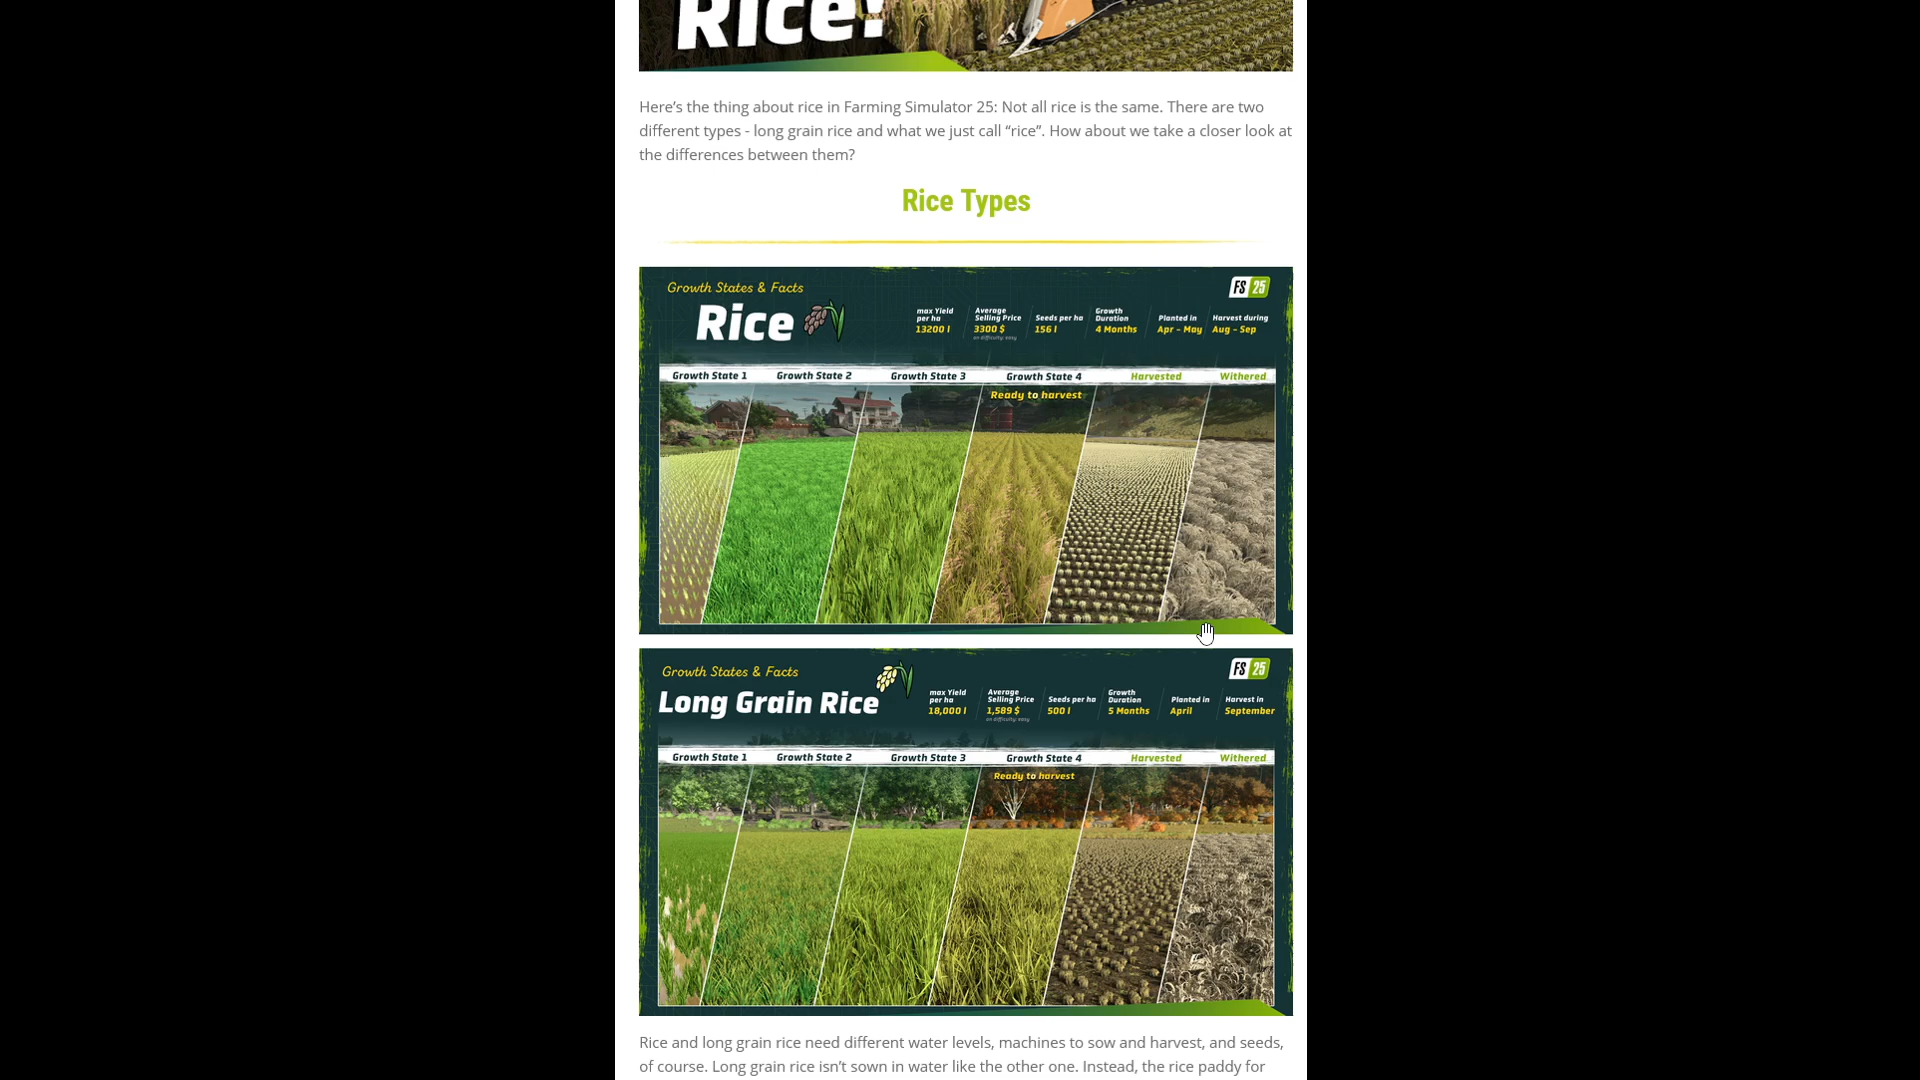 Rice!
Here’s the thing about rice in Farming Simulator 25: Not all rice is the same. There are two
different types - long grain rice and what we just call “rice”. How about we take a closer look at
the differences between them?
Rice Types
Growth States & Facts
FS 25
Rice
max Yield per ha 13200 l
Average Selling Price 3300 $ on difficulty: easy
Seeds per ha 156 l
Growth Duration 4 Months
Planted in Apr - May
Harvest during Aug - Sep
Growth State 1 Growth State 2 Growth State 3 Growth State 4 Harvested Withered
Ready to harvest
Growth States & Facts
FS 25
Long Grain Rice
max Yield per ha 18,000 l
Average Selling Price 1,589 $ on difficulty: easy
Seeds per ha 500 l
Growth Duration 5 Months
Planted in April
Harvest in September
Growth State 1 Growth State 2 Growth State 3 Growth State 4 Harvested Withered
Ready to harvest
Rice and long grain rice need different water levels, machines to sow and harvest, and seeds,
of course. Long grain rice isn’t sown in water like the other one. Instead, the rice paddy for